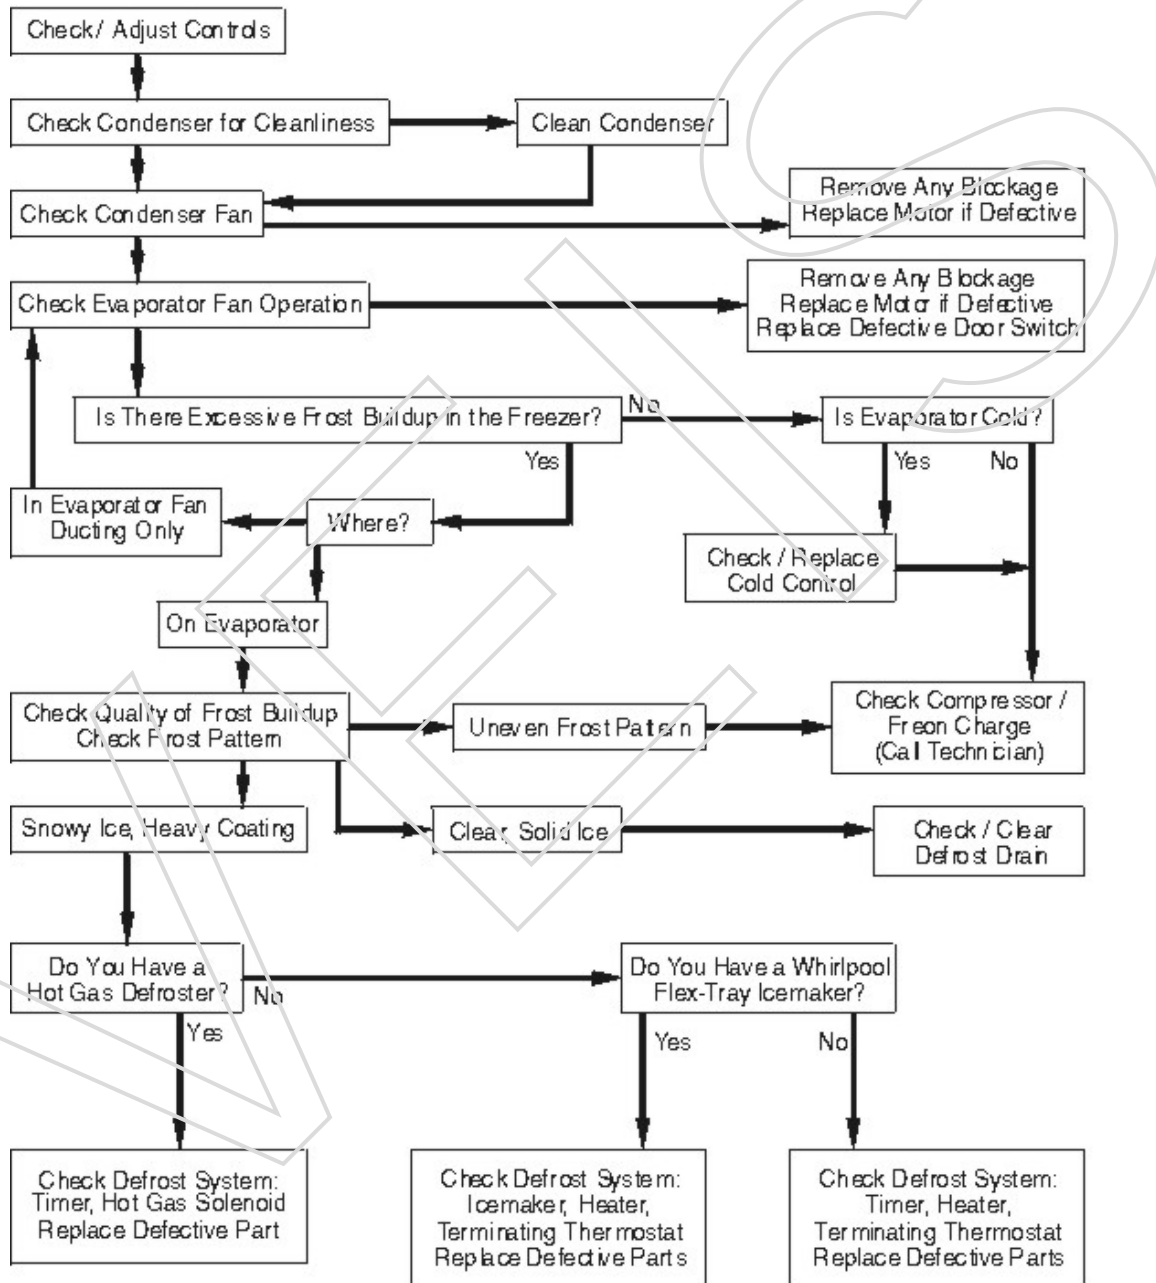 Check / Adjust Controls
Check Condenser for Cleanliness
Clean Condenser
Check Condenser Fan
Remove Any Blockage
Replace Motor if Defective
Check Evaporator Fan Operation
Remove Any Blockage
Replace Motor if Defective
Replace Defective Door Switch
Is There Excessive Frost Buildup in the Freezer?
No
Is Evaporator Cold?
Yes
Yes
No
In Evaporator Fan
Ducting Only
Where?
Check / Replace
Cold Control
On Evaporator
Check Quality of Frost Buildup
Check Frost Pattern
Uneven Frost Pattern
Check Compressor /
Freon Charge
(Call Technician)
Snowy Ice, Heavy Coating
Clear, Solid Ice
Check / Clear
Defrost Drain
Do You Have a
Hot Gas Defroster?
No
Do You Have a Whirlpool
Flex-Tray Icemaker?
Yes
Yes
No
Check Defrost System:
Timer, Hot Gas Solenoid
Replace Defective Part
Check Defrost System:
Icemaker, Heater,
Terminating Thermostat
Replace Defective Parts
Check Defrost System:
Timer, Heater,
Terminating Thermostat
Replace Defective Parts